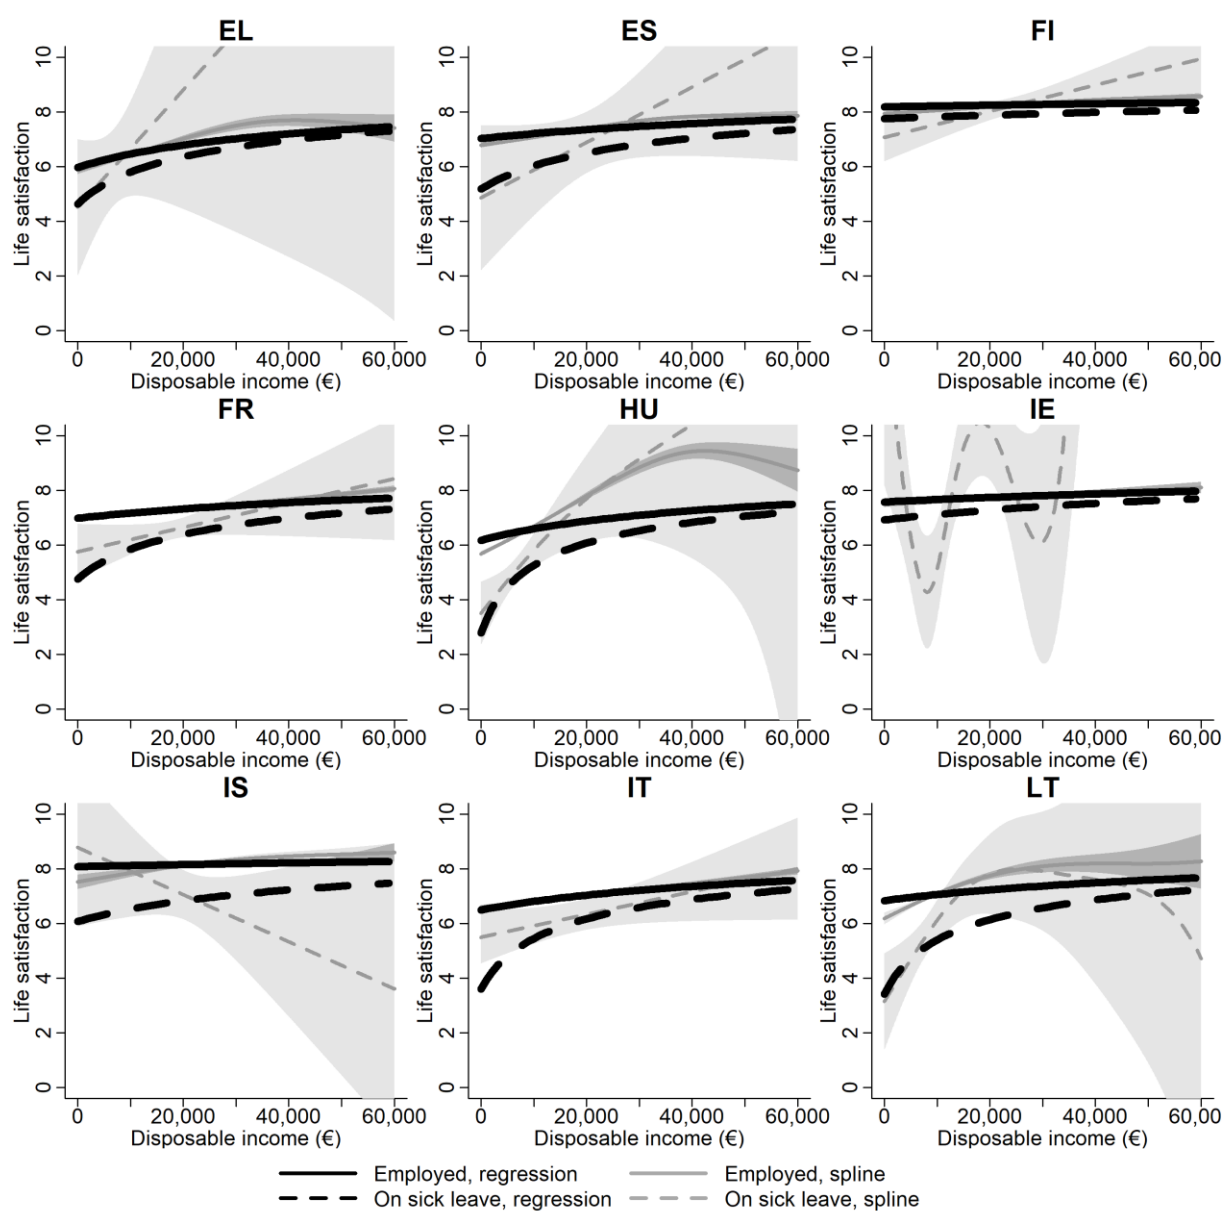 EL
ES
FI
Life satisfaction
0 2 4 6 8 10
0 20,000 40,000 60,000
Disposable income (€)
Life satisfaction
0 2 4 6 8 10
0 20,000 40,000 60,000
Disposable income (€)
Life satisfaction
0 2 4 6 8 10
0 20,000 40,000 60,000
Disposable income (€)
FR
HU
IE
Life satisfaction
0 2 4 6 8 10
0 20,000 40,000 60,000
Disposable income (€)
Life satisfaction
0 2 4 6 8 10
0 20,000 40,000 60,000
Disposable income (€)
Life satisfaction
0 2 4 6 8 10
0 20,000 40,000 60,000
Disposable income (€)
IS
IT
LT
Life satisfaction
0 2 4 6 8 10
0 20,000 40,000 60,000
Disposable income (€)
Life satisfaction
0 2 4 6 8 10
0 20,000 40,000 60,000
Disposable income (€)
Life satisfaction
0 2 4 6 8 10
0 20,000 40,000 60,000
Disposable income (€)
Employed, regression
Employed, spline
On sick leave, regression
On sick leave, spline